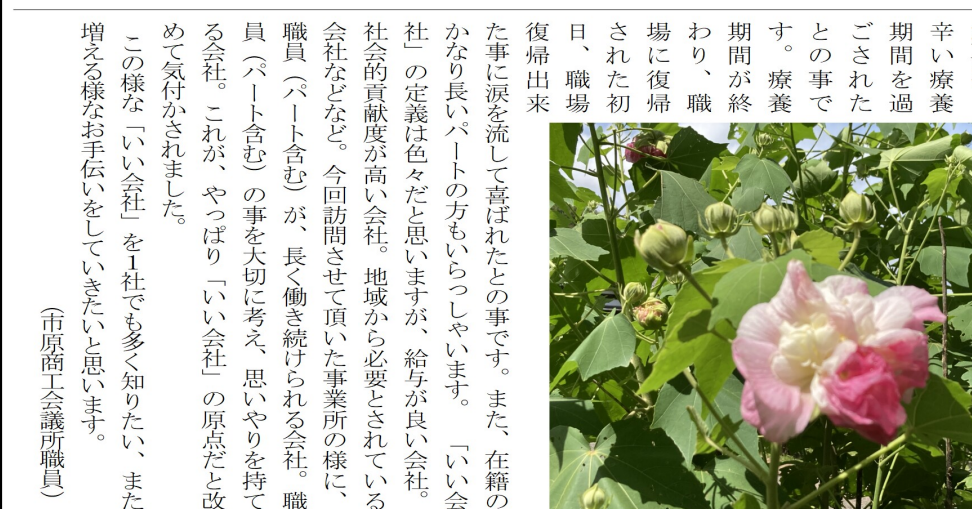 辛い療養
期間を過
ごされた
との事で
す。療養
期間が終
わり、職
場に復帰
された初
日、職場
復帰出来
た事に涙を流して喜ばれたとの事です。また、在籍の
かなり長いパートの方もいらっしゃいます。　「いい会
社」の定義は色々だと思いますが、給与が良い会社。
社会的貢献度が高い会社。地域から必要とされている
会社などなど。今回訪問させて頂いた事業所の様に、
職員（パート含む）が、長く働き続けられる会社。職
員（パート含む）の事を大切に考え、思いやりを持て
る会社。これが、やっぱり「いい会社」の原点だと改
めて気付かされました。
この様な「いい会社」を1社でも多く知りたい、また
増える様なお手伝いをしていきたいと思います。
（市原商工会議所職員）